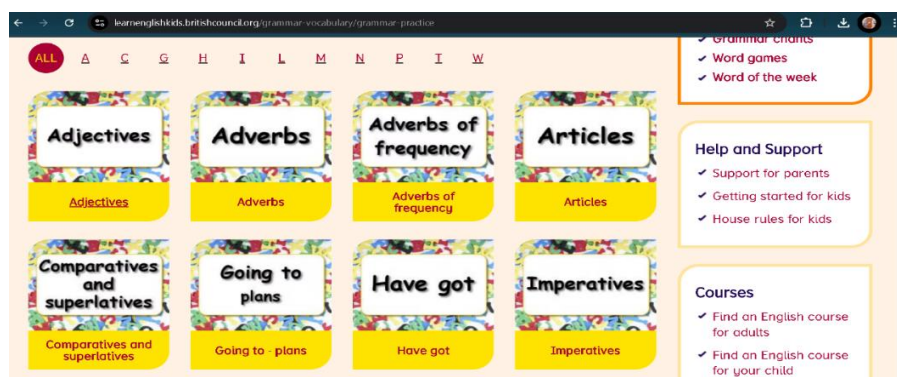 learnenglishkids.britishcouncil.org/grammar-vocabulary/grammar-practice
ALL A C G H I L M N P T W
Adjectives
Adjectives
Adverbs
Adverbs
Adverbs of
frequency
Adverbs of
frequency
Articles
Articles
Comparatives
and
superlatives
Comparatives and
superlatives
Going to
plans
Going to - plans
Have got
Have got
Imperatives
Imperatives
Grammar chants
Word games
Word of the week
Help and Support
Support for parents
Getting started for kids
House rules for kids
Courses
Find an English course
for adults
Find an English course
for your child